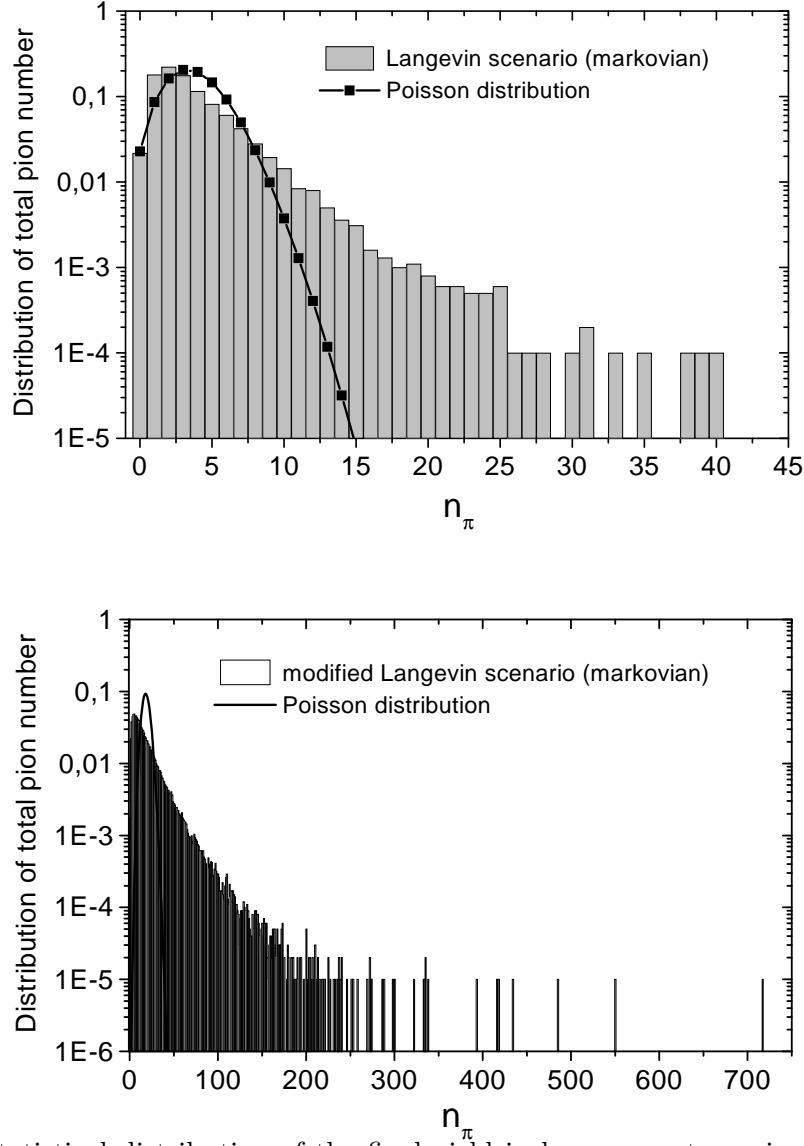 Distribution of total pion number
1
0,1
0,01
1E-3
1E-4
1E-5
Langevin scenario (markovian)
Poisson distribution
0 5 10 15 20 25 30 35 40 45
nπ
Distribution of total pion number
1
0,1
0,01
1E-3
1E-4
1E-5
1E-6
modified Langevin scenario (markovian)
Poisson distribution
0 100 200 300 400 500 600 700
nπ